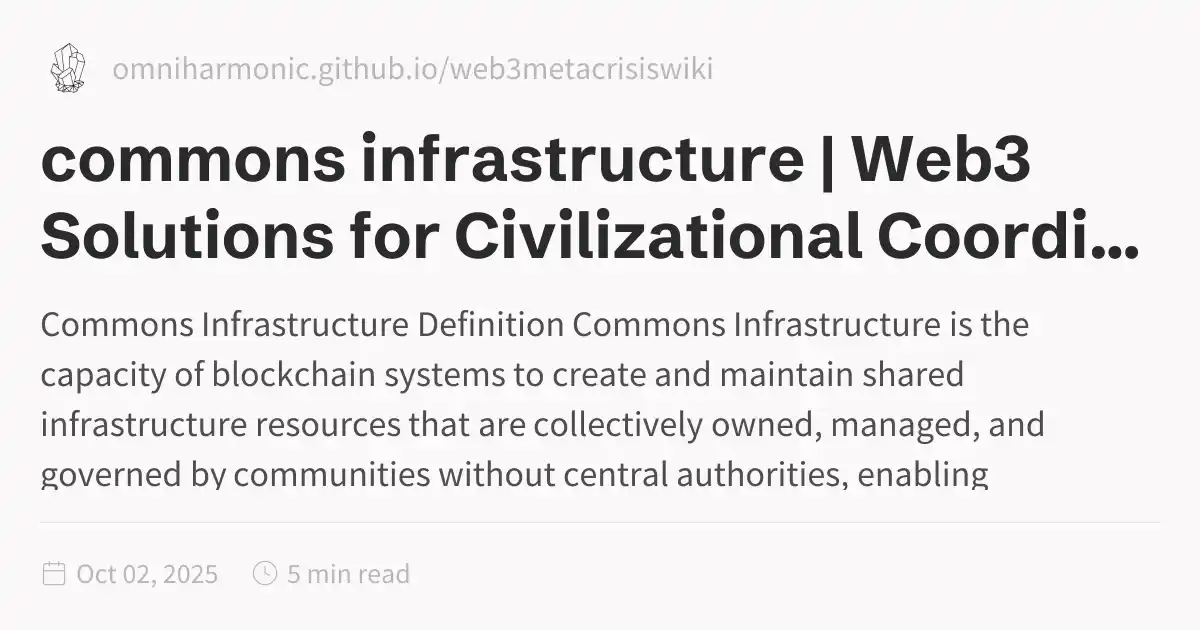 omniharmonic.github.io/web3metacrisiswiki
commons infrastructure | Web3
Solutions for Civilizational Coordi...
Commons Infrastructure Definition Commons Infrastructure is the
capacity of blockchain systems to create and maintain shared
infrastructure resources that are collectively owned, managed, and
governed by communities without central authorities, enabling
Oct 02, 2025
5 min read